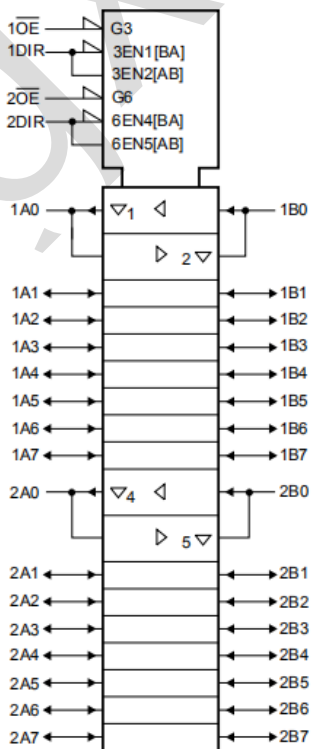 1O̅E̅ G3
1DIR 3EN1[BA]
3EN2[AB]
2O̅E̅ G6
2DIR 6EN4[BA]
6EN5[AB]
1A0 ▽1 ◁ 1B0
▷ 2▽
1A1 1B1
1A2 1B2
1A3 1B3
1A4 1B4
1A5 1B5
1A6 1B6
1A7 1B7
2A0 ▽4 ◁ 2B0
▷ 5▽
2A1 2B1
2A2 2B2
2A3 2B3
2A4 2B4
2A5 2B5
2A6 2B6
2A7 2B7